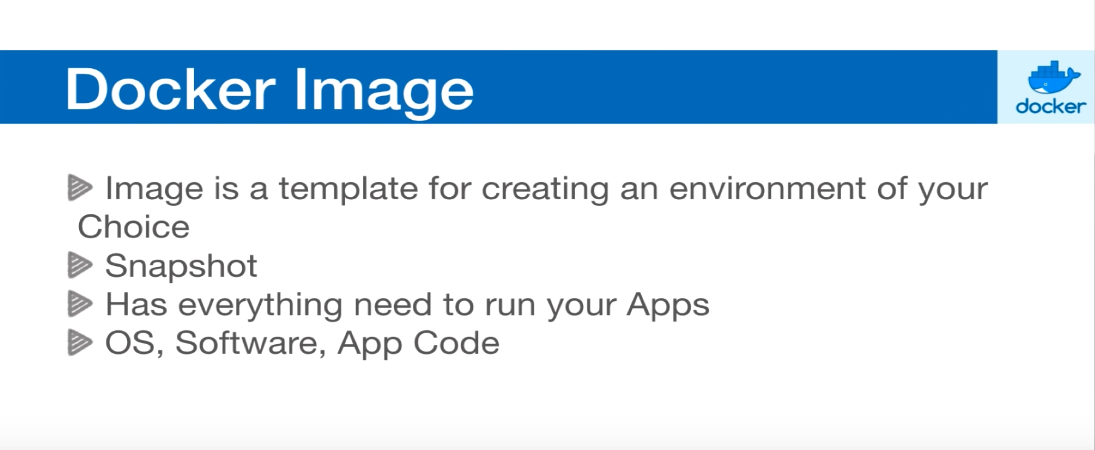 Docker Image
docker
Image is a template for creating an environment of your
Choice
Snapshot
Has everything need to run your Apps
OS, Software, App Code